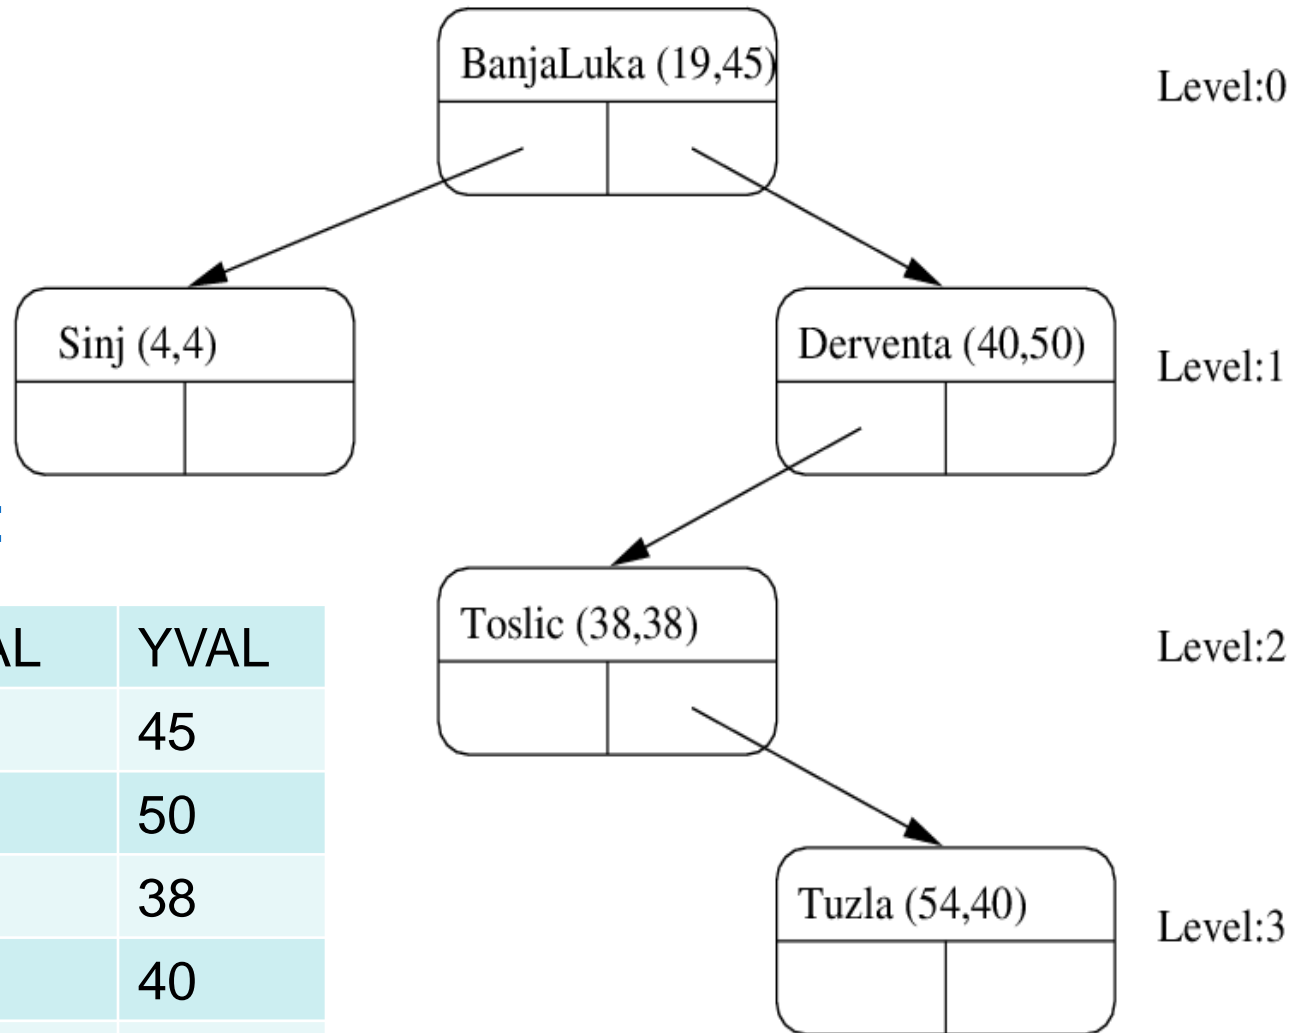 BanjaLuka (19,45)
Level:0
Sinj (4,4)
Derventa (40,50)
Level:1
Toslic (38,38)
Level:2
Tuzla (54,40)
Level:3
YVAL
45
50
38
40